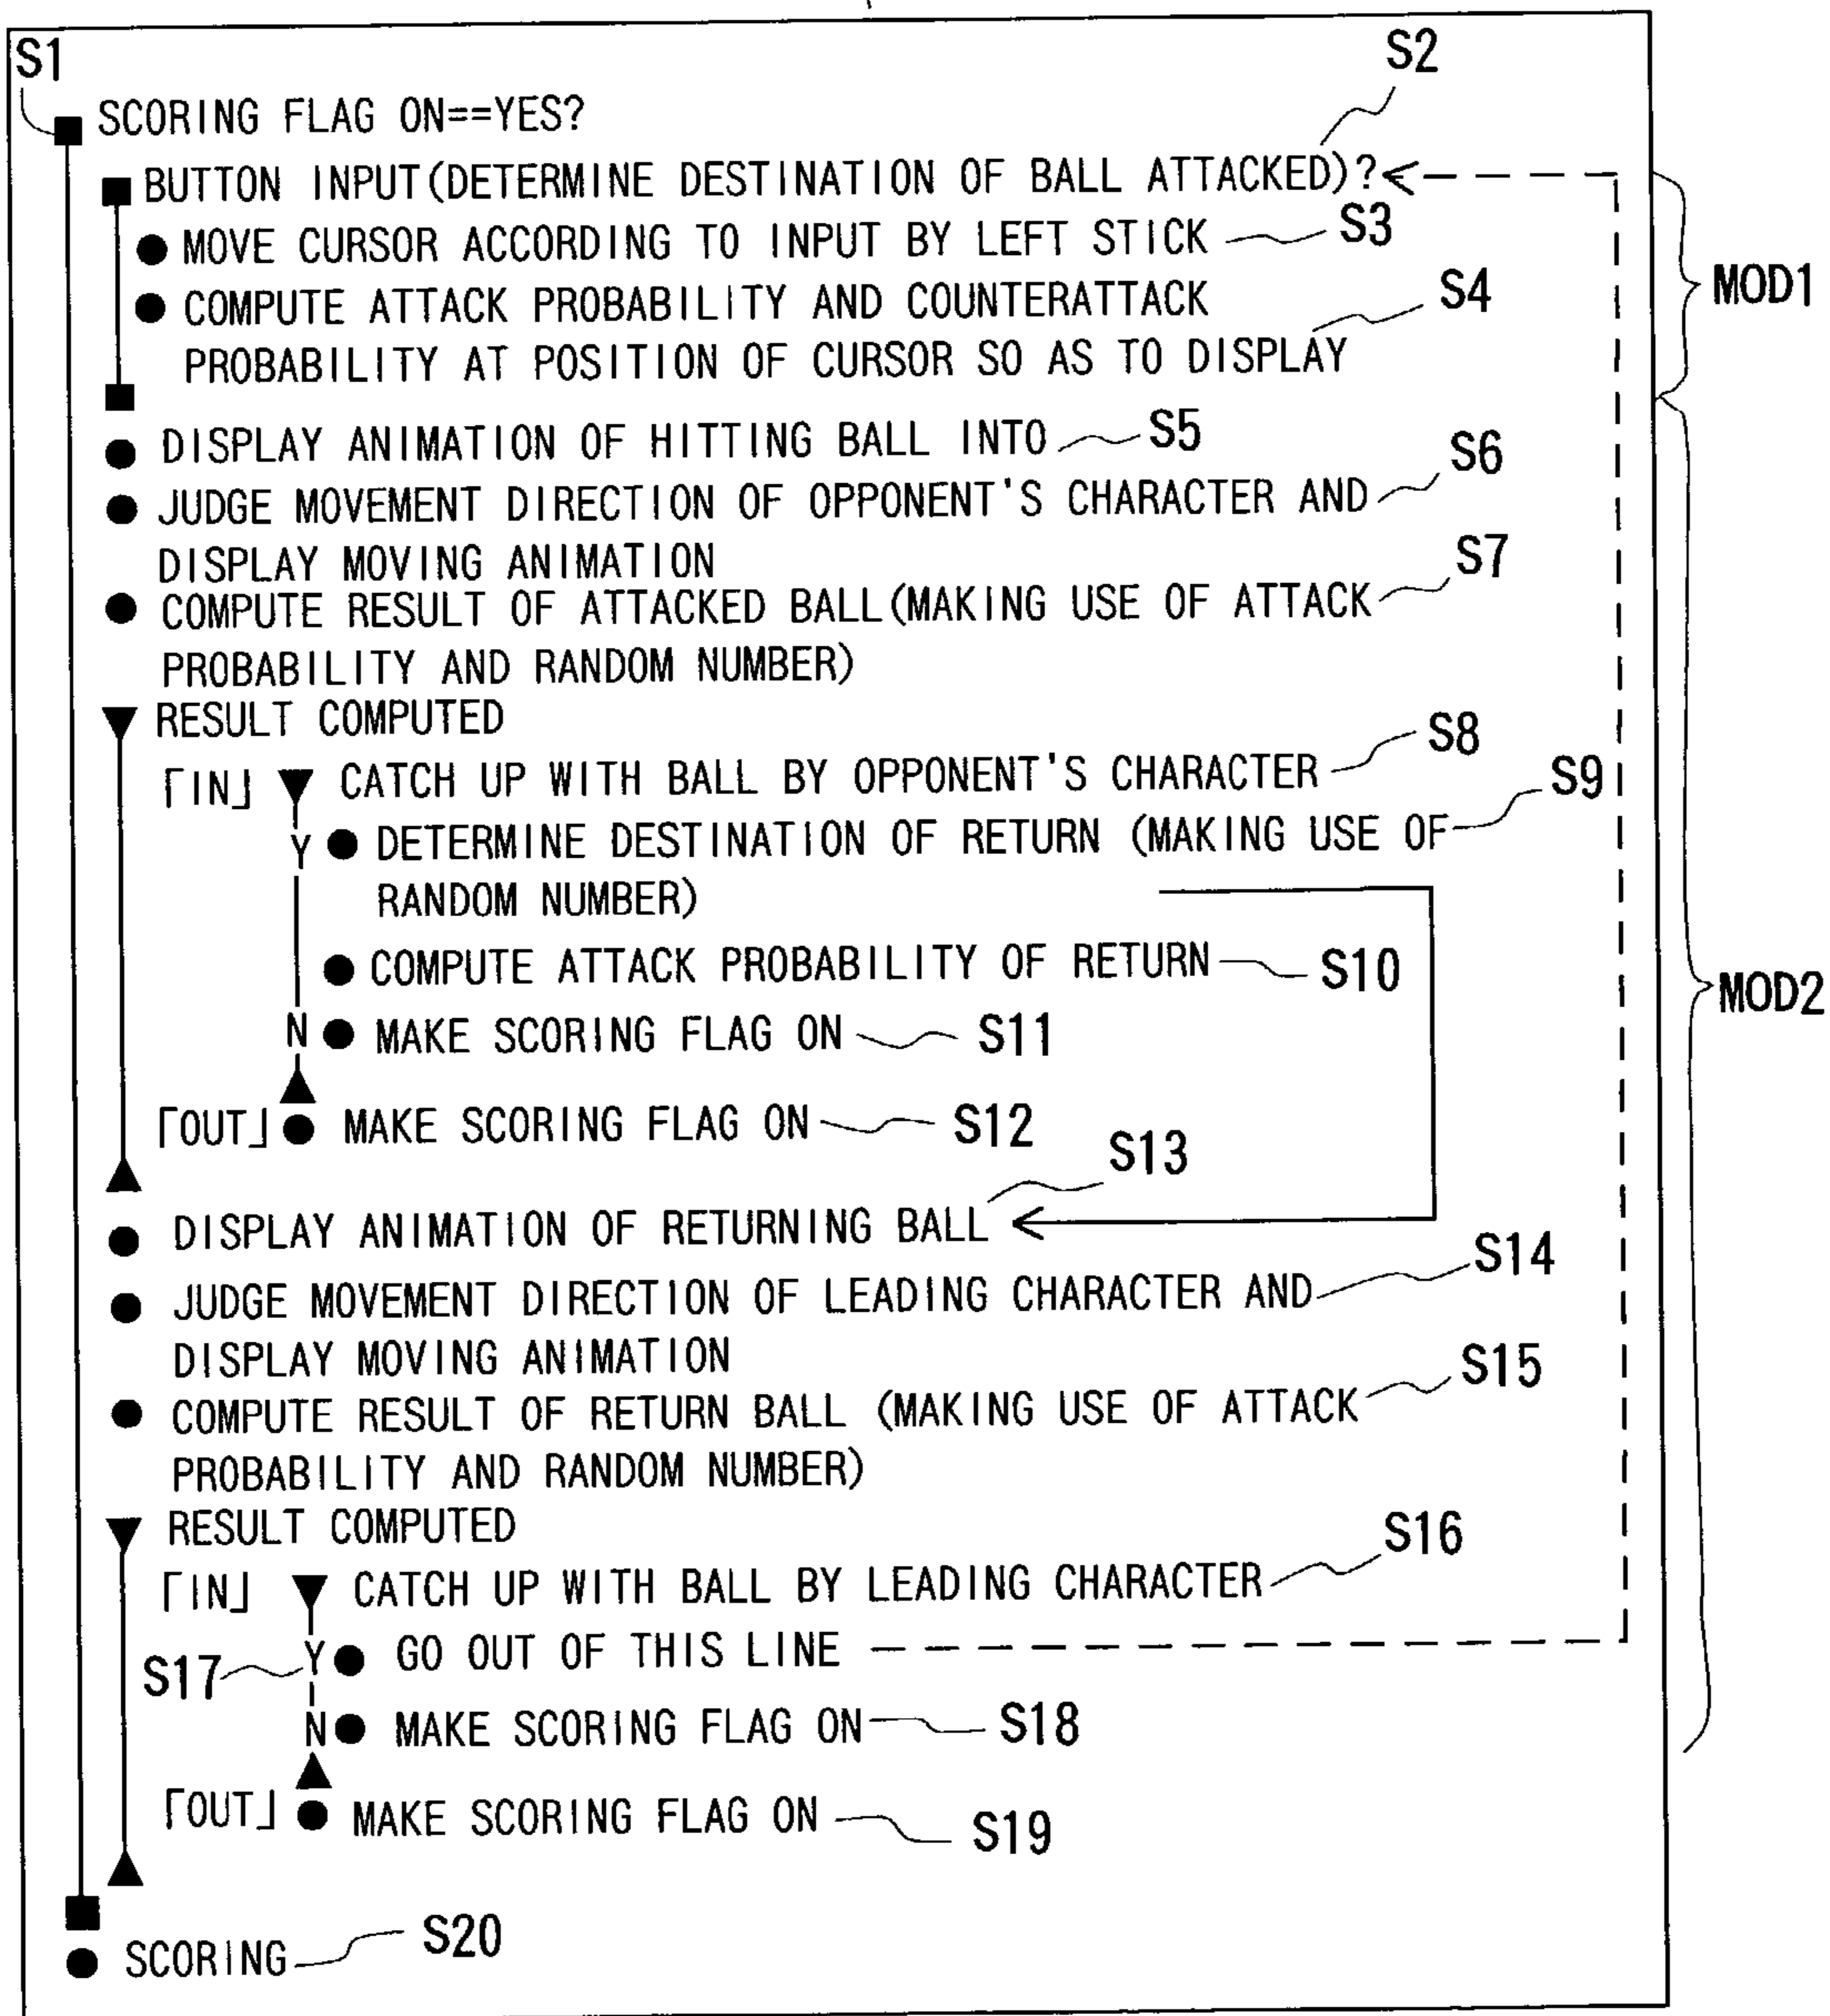 S1
S2
SCORING FLAG ON==YES?
BUTTON INPUT(DETERMINE DESTINATION OF BALL ATTACKED)?
MOVE CURSOR ACCORDING TO INPUT BY LEFT STICK S3
COMPUTE ATTACK PROBABILITY AND COUNTERATTACK S4
PROBABILITY AT POSITION OF CURSOR SO AS TO DISPLAY
MOD1
DISPLAY ANIMATION OF HITTING BALL INTO S5
JUDGE MOVEMENT DIRECTION OF OPPONENT'S CHARACTER AND S6
DISPLAY MOVING ANIMATION
COMPUTE RESULT OF ATTACKED BALL(MAKING USE OF ATTACK S7
PROBABILITY AND RANDOM NUMBER)
RESULT COMPUTED
「IN」 CATCH UP WITH BALL BY OPPONENT'S CHARACTER S8
Y DETERMINE DESTINATION OF RETURN (MAKING USE OF S9
RANDOM NUMBER)
COMPUTE ATTACK PROBABILITY OF RETURN S10
MOD2
N MAKE SCORING FLAG ON S11
「OUT」 MAKE SCORING FLAG ON S12
DISPLAY ANIMATION OF RETURNING BALL S13
JUDGE MOVEMENT DIRECTION OF LEADING CHARACTER AND S14
DISPLAY MOVING ANIMATION
COMPUTE RESULT OF RETURN BALL (MAKING USE OF ATTACK S15
PROBABILITY AND RANDOM NUMBER)
RESULT COMPUTED
「IN」 CATCH UP WITH BALL BY LEADING CHARACTER S16
S17 Y GO OUT OF THIS LINE
N MAKE SCORING FLAG ON S18
「OUT」 MAKE SCORING FLAG ON S19
SCORING S20